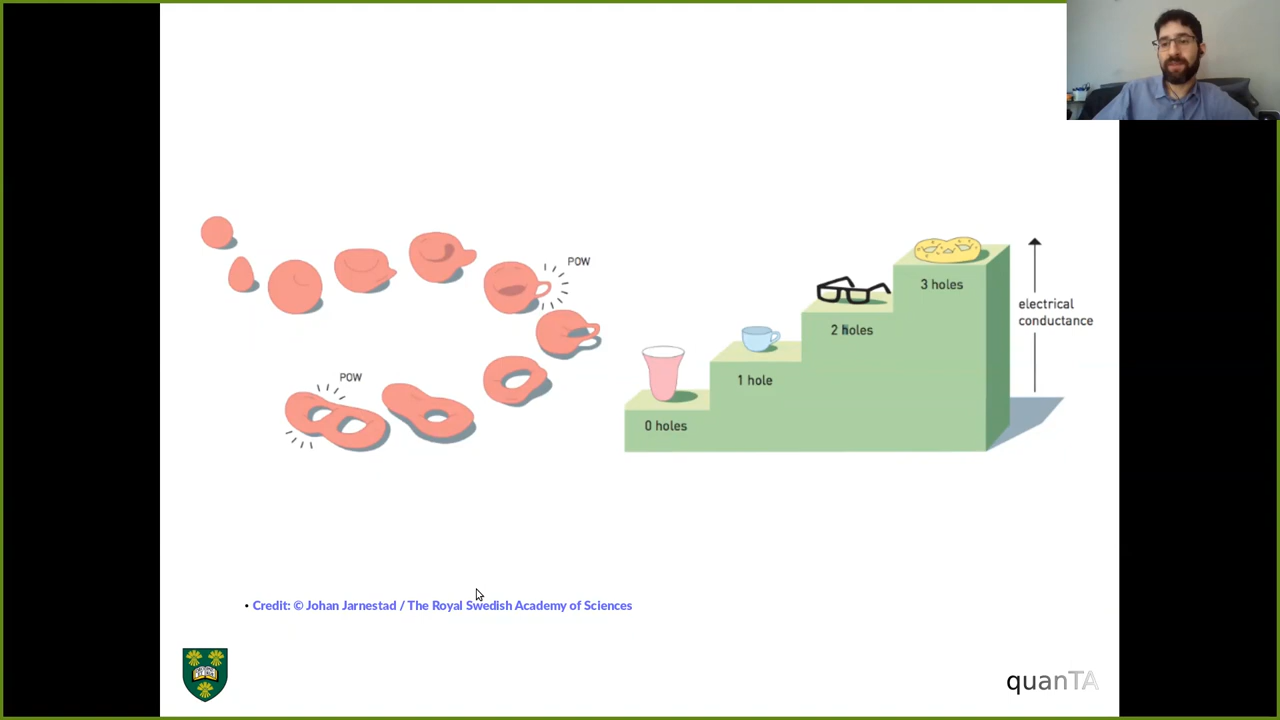 POW
POW
0 holes
1 hole
2 holes
3 holes
electrical
conductance
• Credit: © Johan Jarnestad / The Royal Swedish Academy of Sciences
quanTA